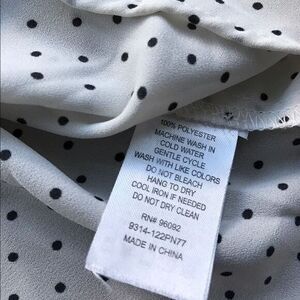 100% POLYESTER
MACHINE WASH IN
COLD WATER
GENTLE CYCLE
WASH WITH LIKE COLORS
DO NOT BLEACH
HANG TO DRY
COOL IRON IF NEEDED
DO NOT DRY CLEAN
RN# 96092
9314-122PN77
MADE IN CHINA